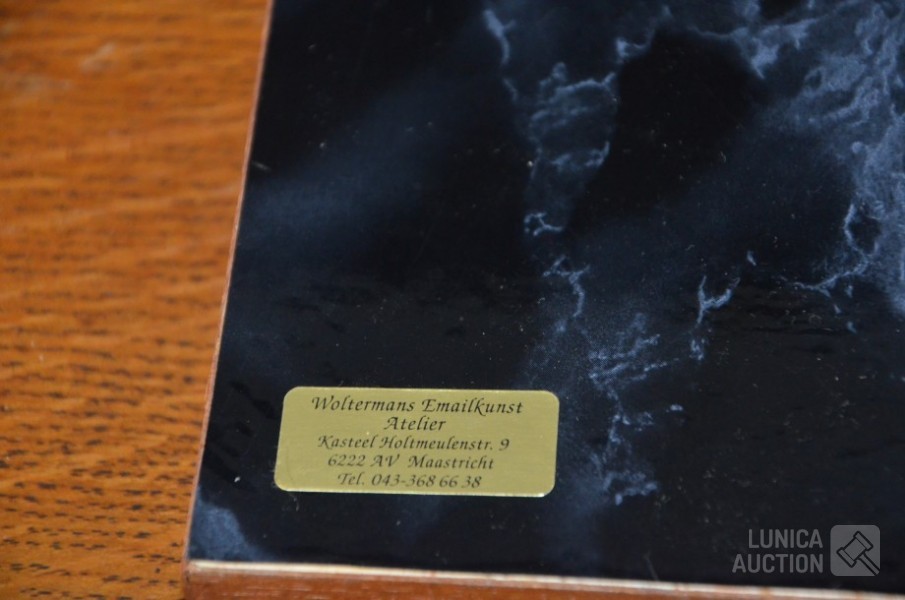 Woltermans Emailkunst
Atelier
Kasteel Holtmeulenstr. 9
6222 AV Maastricht
Tel. 043-368 66 38
LUNICA
AUCTION